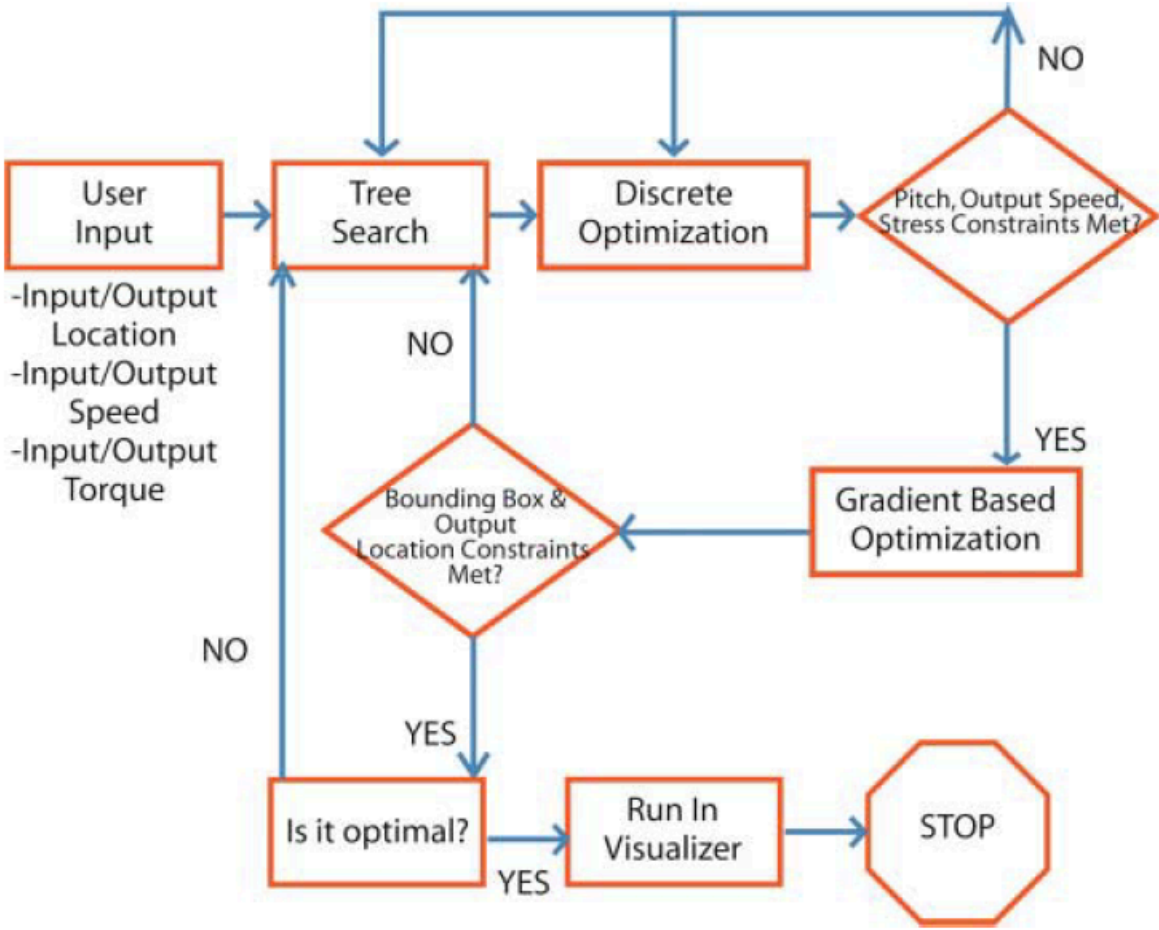 NO
User
Input
Tree
Search
Discrete
Optimization
Pitch, Output Speed,
Stress Constraints Met?
-Input/Output
Location
-Input/Output
Speed
-Input/Output
Torque
NO
YES
Gradient Based
Optimization
Bounding Box &
Output
Location Constraints
Met?
NO
YES
Is it optimal?
YES
Run In
Visualizer
STOP